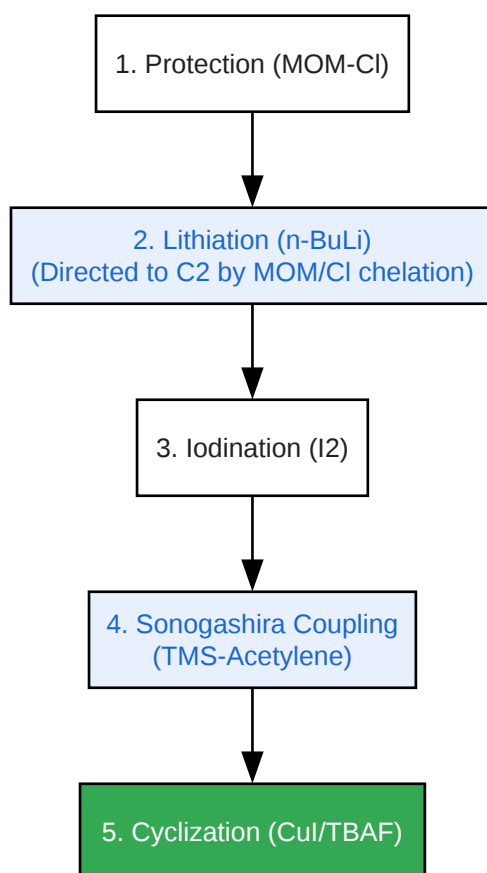 1. Protection (MOM-Cl)
2. Lithiation (n-BuLi)
(Directed to C2 by MOM/Cl chelation)
3. Iodination (I2)
4. Sonogashira Coupling
(TMS-Acetylene)
5. Cyclization (CuI/TBAF)